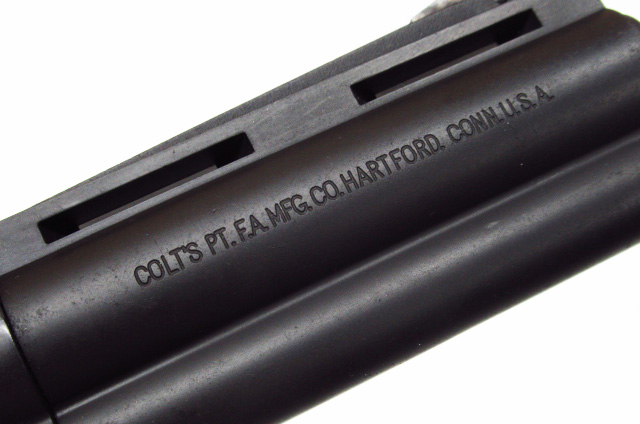 COLT'S PT. F.A. MFG. CO. HARTFORD, CONN. U.S.A.